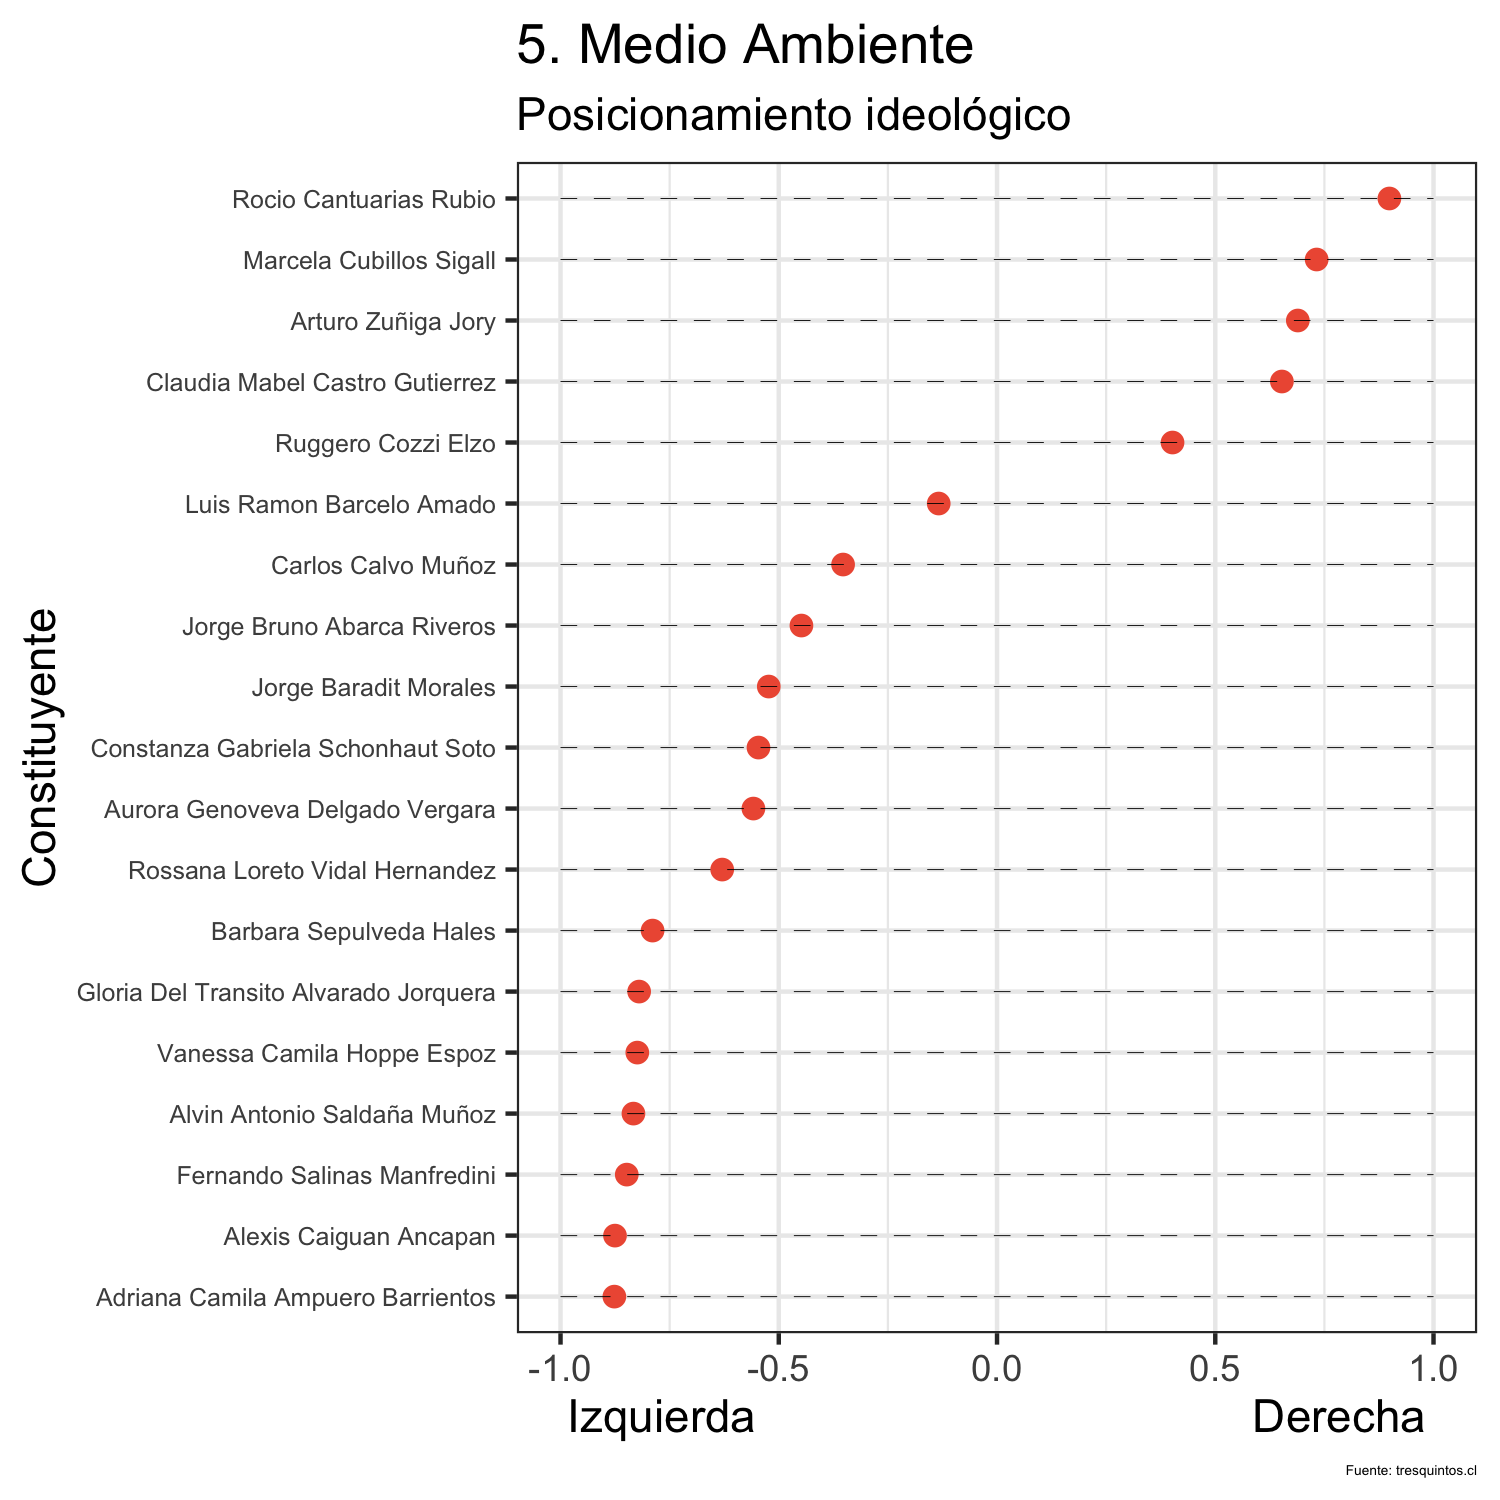 5. Medio Ambiente
Posicionamiento ideológico
Constituyente
Rocio Cantuarias Rubio
Marcela Cubillos Sigall
Arturo Zuñiga Jory
Claudia Mabel Castro Gutierrez
Ruggero Cozzi Elzo
Luis Ramon Barcelo Amado
Carlos Calvo Muñoz
Jorge Bruno Abarca Riveros
Jorge Baradit Morales
Constanza Gabriela Schonhaut Soto
Aurora Genoveva Delgado Vergara
Rossana Loreto Vidal Hernandez
Barbara Sepulveda Hales
Gloria Del Transito Alvarado Jorquera
Vanessa Camila Hoppe Espoz
Alvin Antonio Saldaña Muñoz
Fernando Salinas Manfredini
Alexis Caiguan Ancapan
Adriana Camila Ampuero Barrientos
-1.0 -0.5 0.0 0.5 1.0
Izquierda Derecha
Fuente: tresquintos.cl